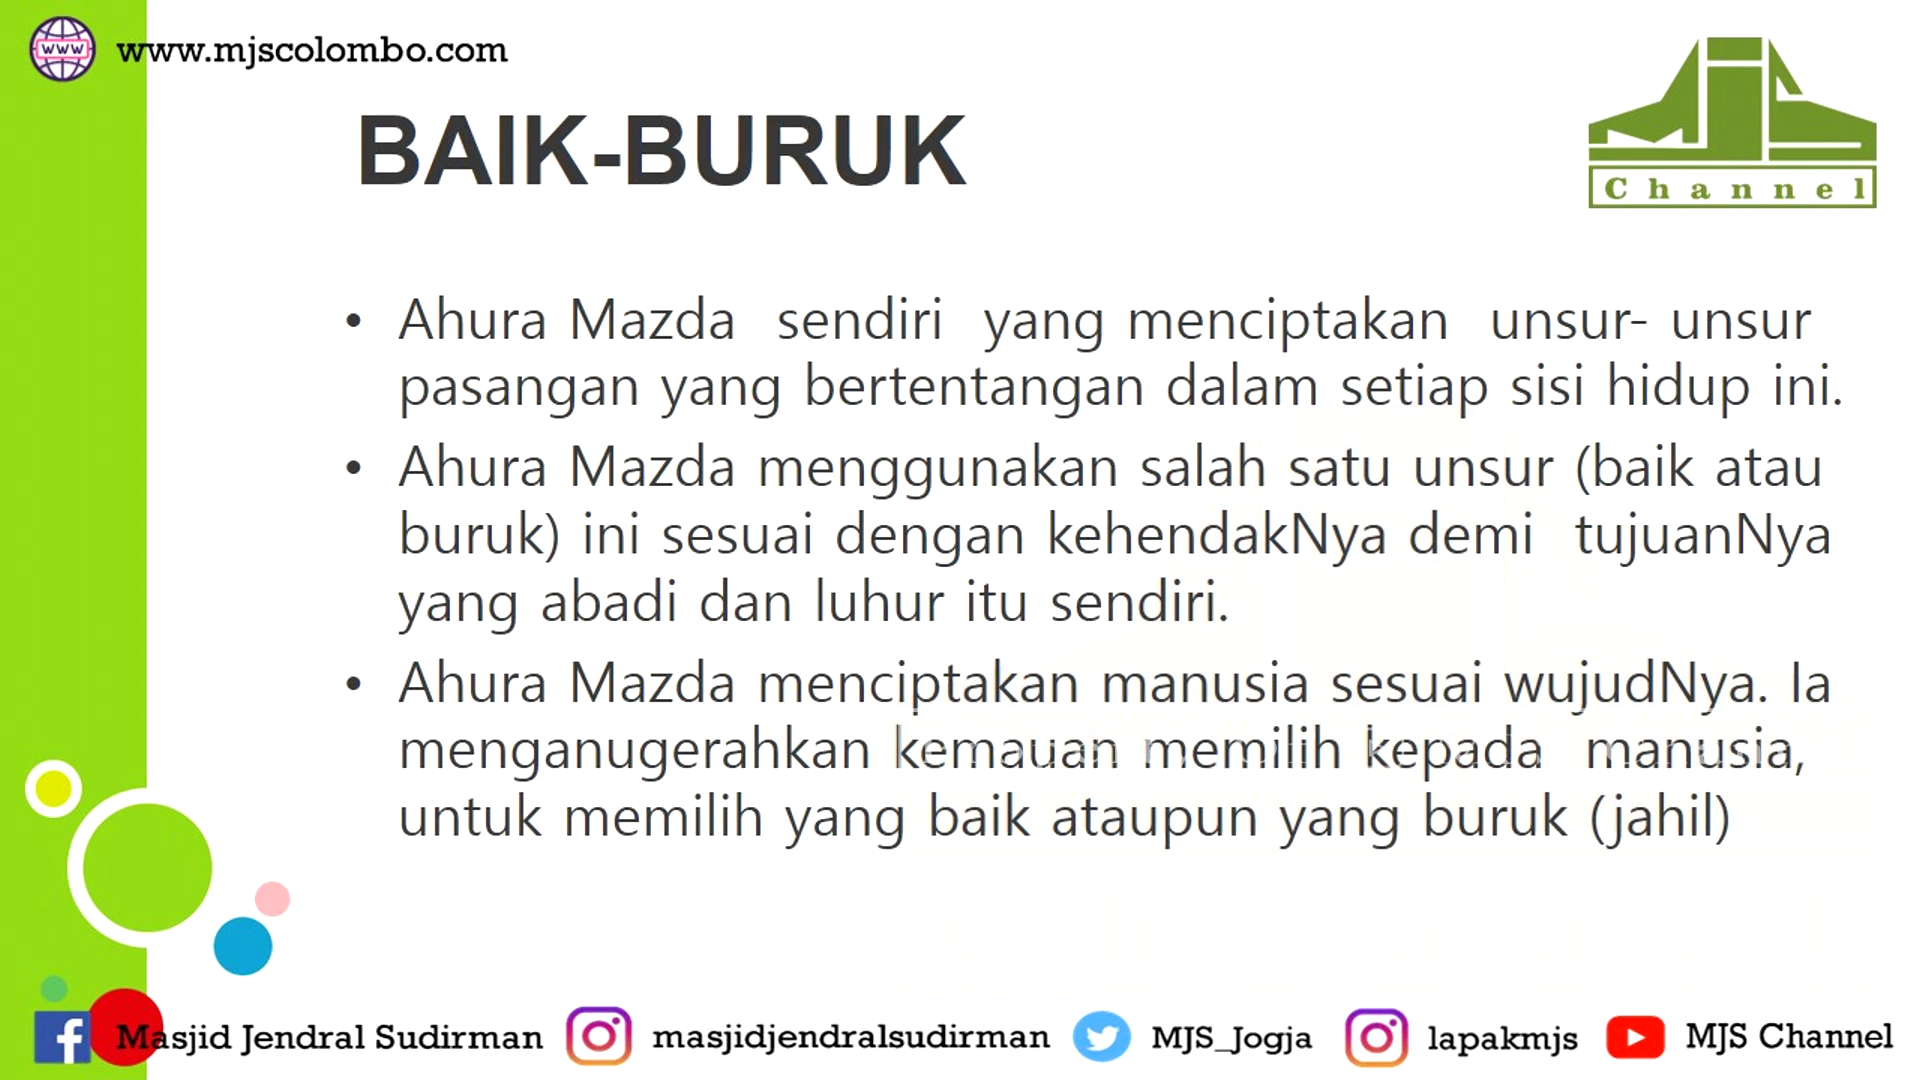 www.mjscolombo.com
MJS
Channel
BAIK-BURUK
• Ahura Mazda sendiri yang menciptakan unsur- unsur
pasangan yang bertentangan dalam setiap sisi hidup ini.
• Ahura Mazda menggunakan salah satu unsur (baik atau
buruk) ini sesuai dengan kehendakNya demi tujuanNya
yang abadi dan luhur itu sendiri.
• Ahura Mazda menciptakan manusia sesuai wujudNya. Ia
menganugerahkan kemauan memilih kepada manusia,
untuk memilih yang baik ataupun yang buruk (jahil)
Masjid Jendral Sudirman masjidjendralsudirman MJS_Jogja lapakmjs MJS Channel